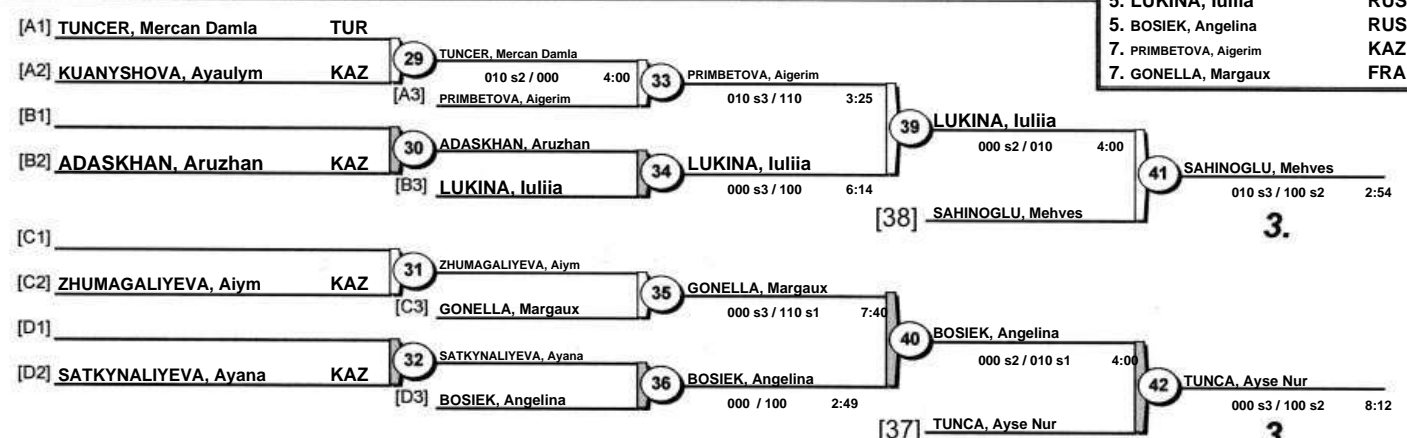 5. LUKINA, Iuliia RUS
5. BOSIEK, Angelina RUS
7. PRIMBETOVA, Aigerim KAZ
7. GONELLA, Margaux FRA
[A1] TUNCER, Mercan Damla TUR
[A2] KUANYSHOVA, Ayaulym KAZ
29
TUNCER, Mercan Damla
010 s2 / 000 4:00
[A3] PRIMBETOVA, Aigerim
33
PRIMBETOVA, Aigerim
010 s3 / 110 3:25
[B1]
[B2] ADASKHAN, Aruzhan KAZ
30
ADASKHAN, Aruzhan
[B3] LUKINA, Iuliia
34
LUKINA, Iuliia
000 s3 / 100 6:14
39
LUKINA, Iuliia
000 s2 / 010 4:00
[38] SAHINOGLU, Mehves
41
SAHINOGLU, Mehves
010 s3 / 100 s2 2:54
3.
[C1]
[C2] ZHUMAGALIYEVA, Aiym KAZ
31
ZHUMAGALIYEVA, Aiym
[C3] GONELLA, Margaux
35
GONELLA, Margaux
000 s3 / 110 s1 7:40
[D1]
[D2] SATKYNALIYEVA, Ayana KAZ
32
SATKYNALIYEVA, Ayana
[D3] BOSIEK, Angelina
36
BOSIEK, Angelina
000 / 100 2:49
40
BOSIEK, Angelina
000 s2 / 010 s1 4:00
[37] TUNCA, Ayse Nur
42
TUNCA, Ayse Nur
000 s3 / 100 s2 8:12
3.